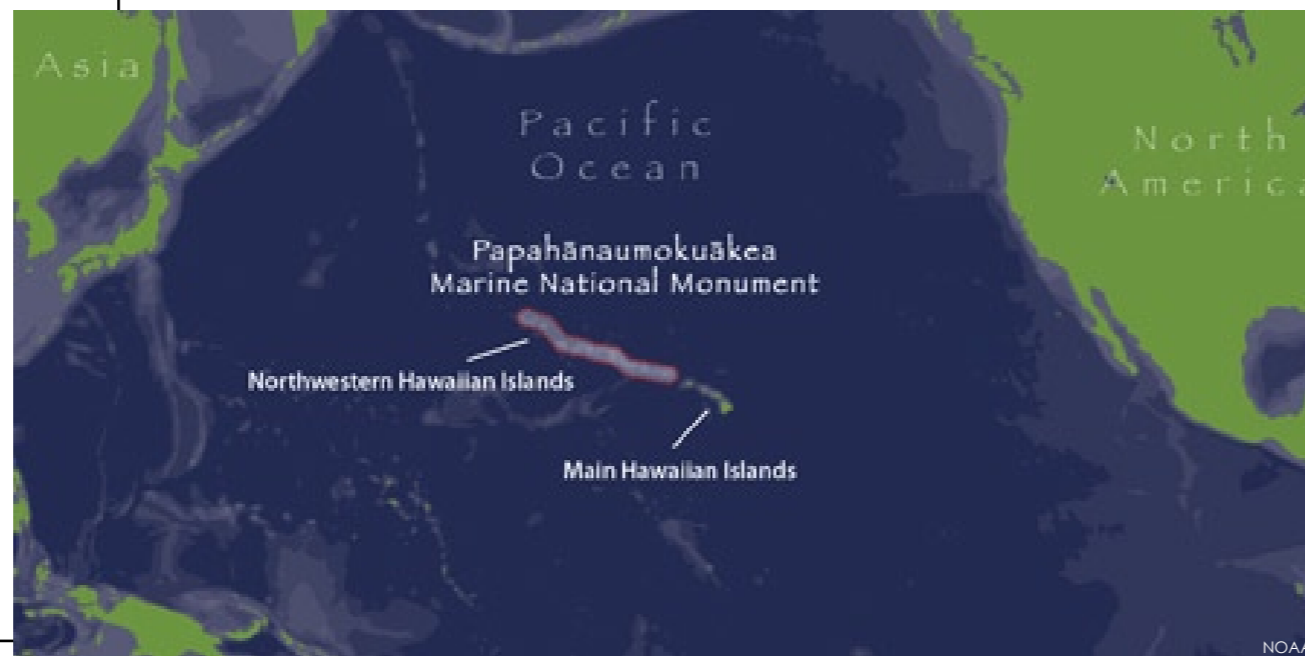 Asia
Pacific
Ocean
North
America
Papahānaumokuākea
Marine National Monument
Northwestern Hawaiian Islands
Main Hawaiian Islands
NOAA